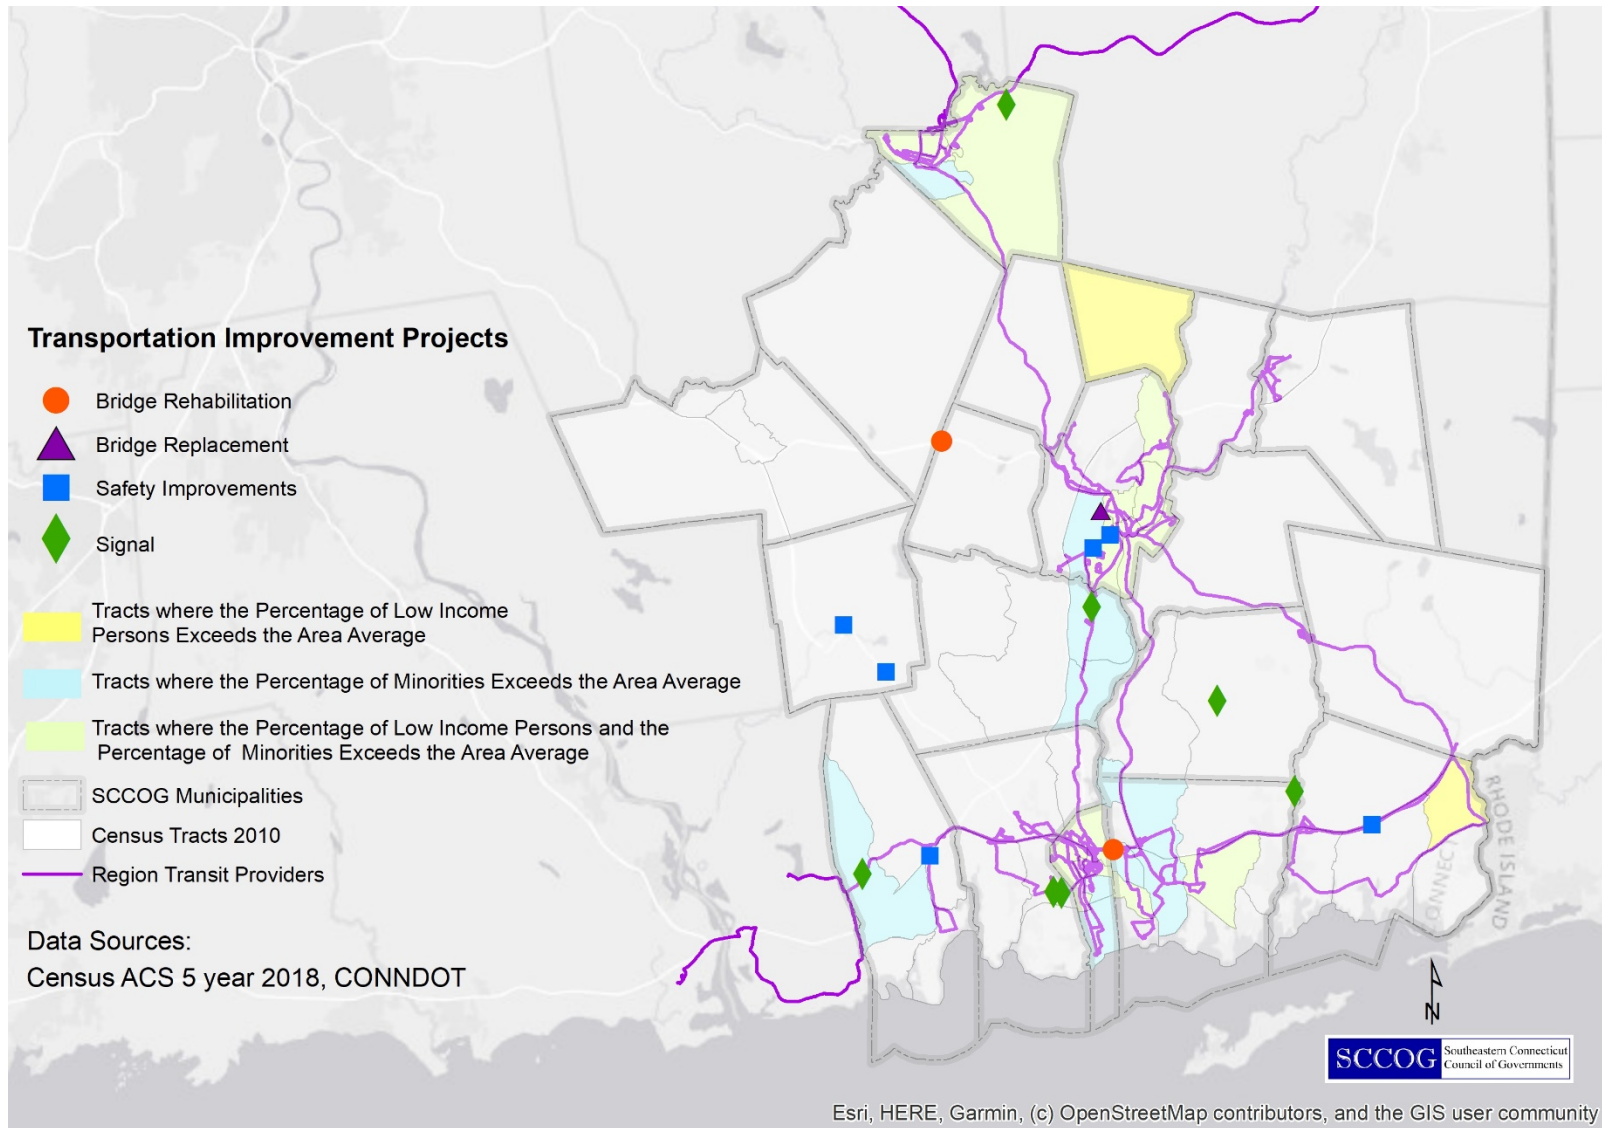 Transportation Improvement Projects
Bridge Rehabilitation
Bridge Replacement
Safety Improvements
Signal
Tracts where the Percentage of Low Income
Persons Exceeds the Area Average
Tracts where the Percentage of Minorities Exceeds the Area Average
Tracts where the Percentage of Low Income Persons and the
Percentage of Minorities Exceeds the Area Average
SCCOG Municipalities
Census Tracts 2010
Region Transit Providers
Data Sources:
Census ACS 5 year 2018, CONNDOT
RHODE ISLAND
ONNECT
N
SCCOG
Southeastern Connecticut
Council of Governments
Esri, HERE, Garmin, (c) OpenStreetMap contributors, and the GIS user community